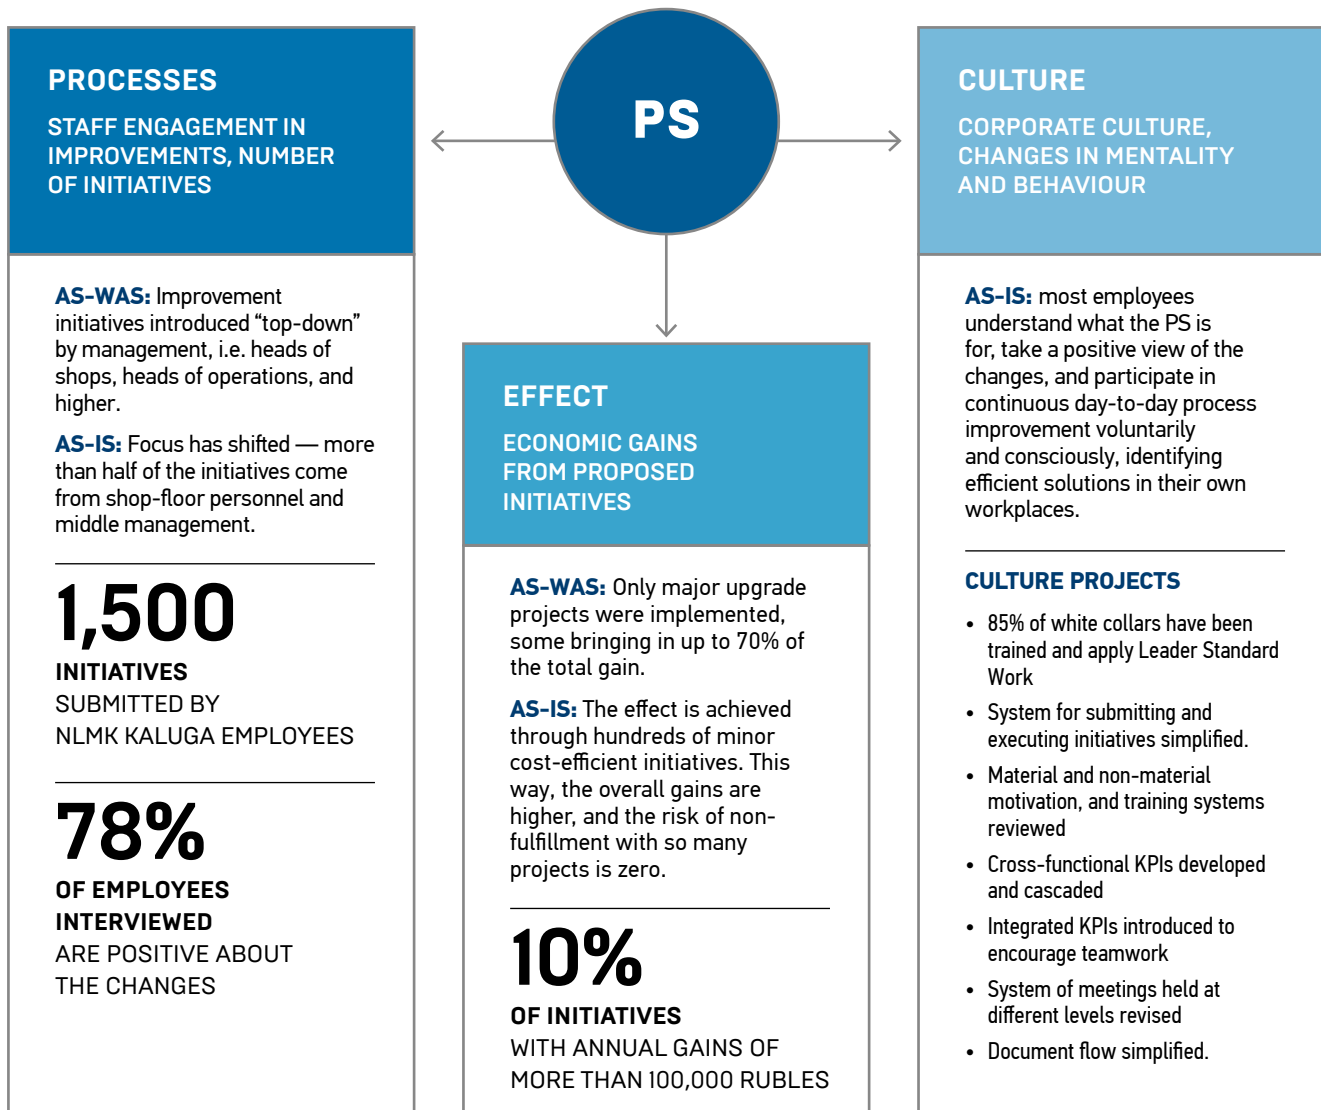 PS
PROCESSES
STAFF ENGAGEMENT IN
IMPROVEMENTS, NUMBER
OF INITIATIVES
AS-WAS: Improvement
initiatives introduced “top-down”
by management, i.e. heads of
shops, heads of operations, and
higher.
AS-IS: Focus has shifted — more
than half of the initiatives come
from shop-floor personnel and
middle management.
1,500
INITIATIVES
SUBMITTED BY
NLMK KALUGA EMPLOYEES
78%
OF EMPLOYEES
INTERVIEWED
ARE POSITIVE ABOUT
THE CHANGES
EFFECT
ECONOMIC GAINS
FROM PROPOSED
INITIATIVES
AS-WAS: Only major upgrade
projects were implemented,
some bringing in up to 70% of
the total gain.
AS-IS: The effect is achieved
through hundreds of minor
cost-efficient initiatives. This
way, the overall gains are
higher, and the risk of non-
fulfillment with so many
projects is zero.
10%
OF INITIATIVES
WITH ANNUAL GAINS OF
MORE THAN 100,000 RUBLES
CULTURE
CORPORATE CULTURE,
CHANGES IN MENTALITY
AND BEHAVIOUR
AS-IS: most employees
understand what the PS is
for, take a positive view of the
changes, and participate in
continuous day-to-day process
improvement voluntarily
and consciously, identifying
efficient solutions in their own
workplaces.
CULTURE PROJECTS
• 85% of white collars have been
trained and apply Leader Standard
Work
• System for submitting and
executing initiatives simplified.
• Material and non-material
motivation, and training systems
reviewed
• Cross-functional KPIs developed
and cascaded
• Integrated KPIs introduced to
encourage teamwork
• System of meetings held at
different levels revised
• Document flow simplified.